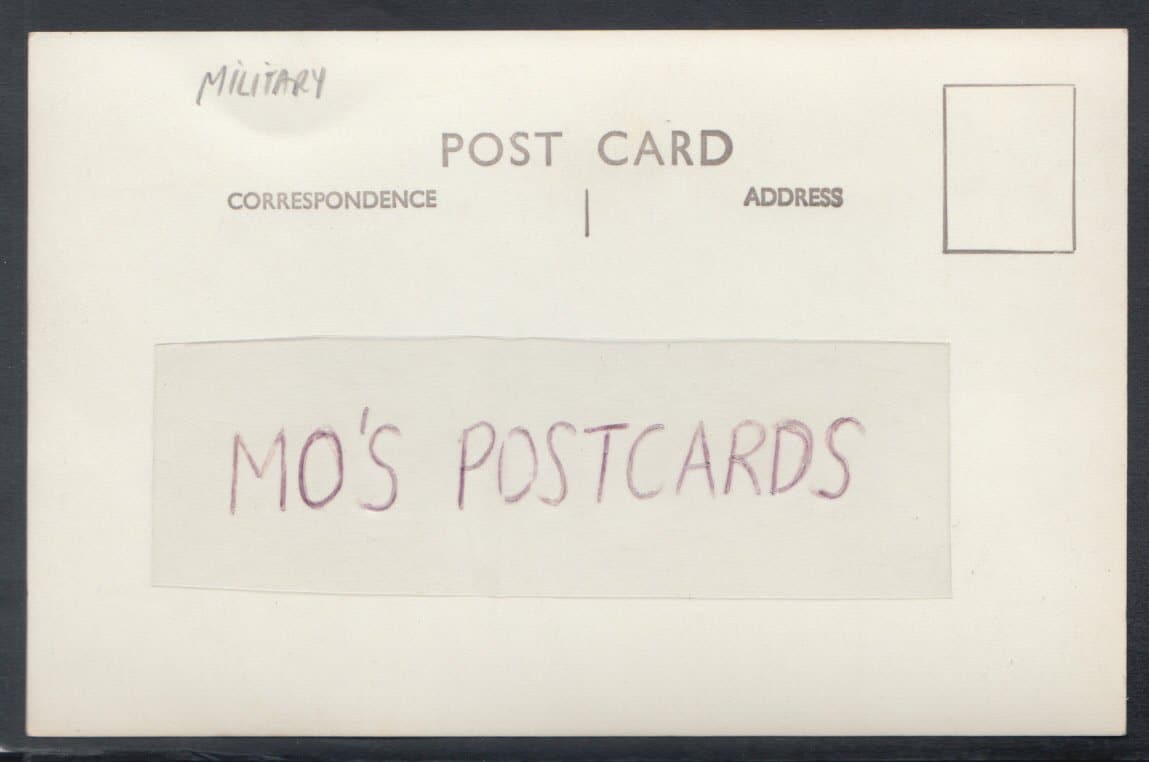 MILITARY
POST CARD
CORRESPONDENCE ADDRESS
MO'S POSTCARDS